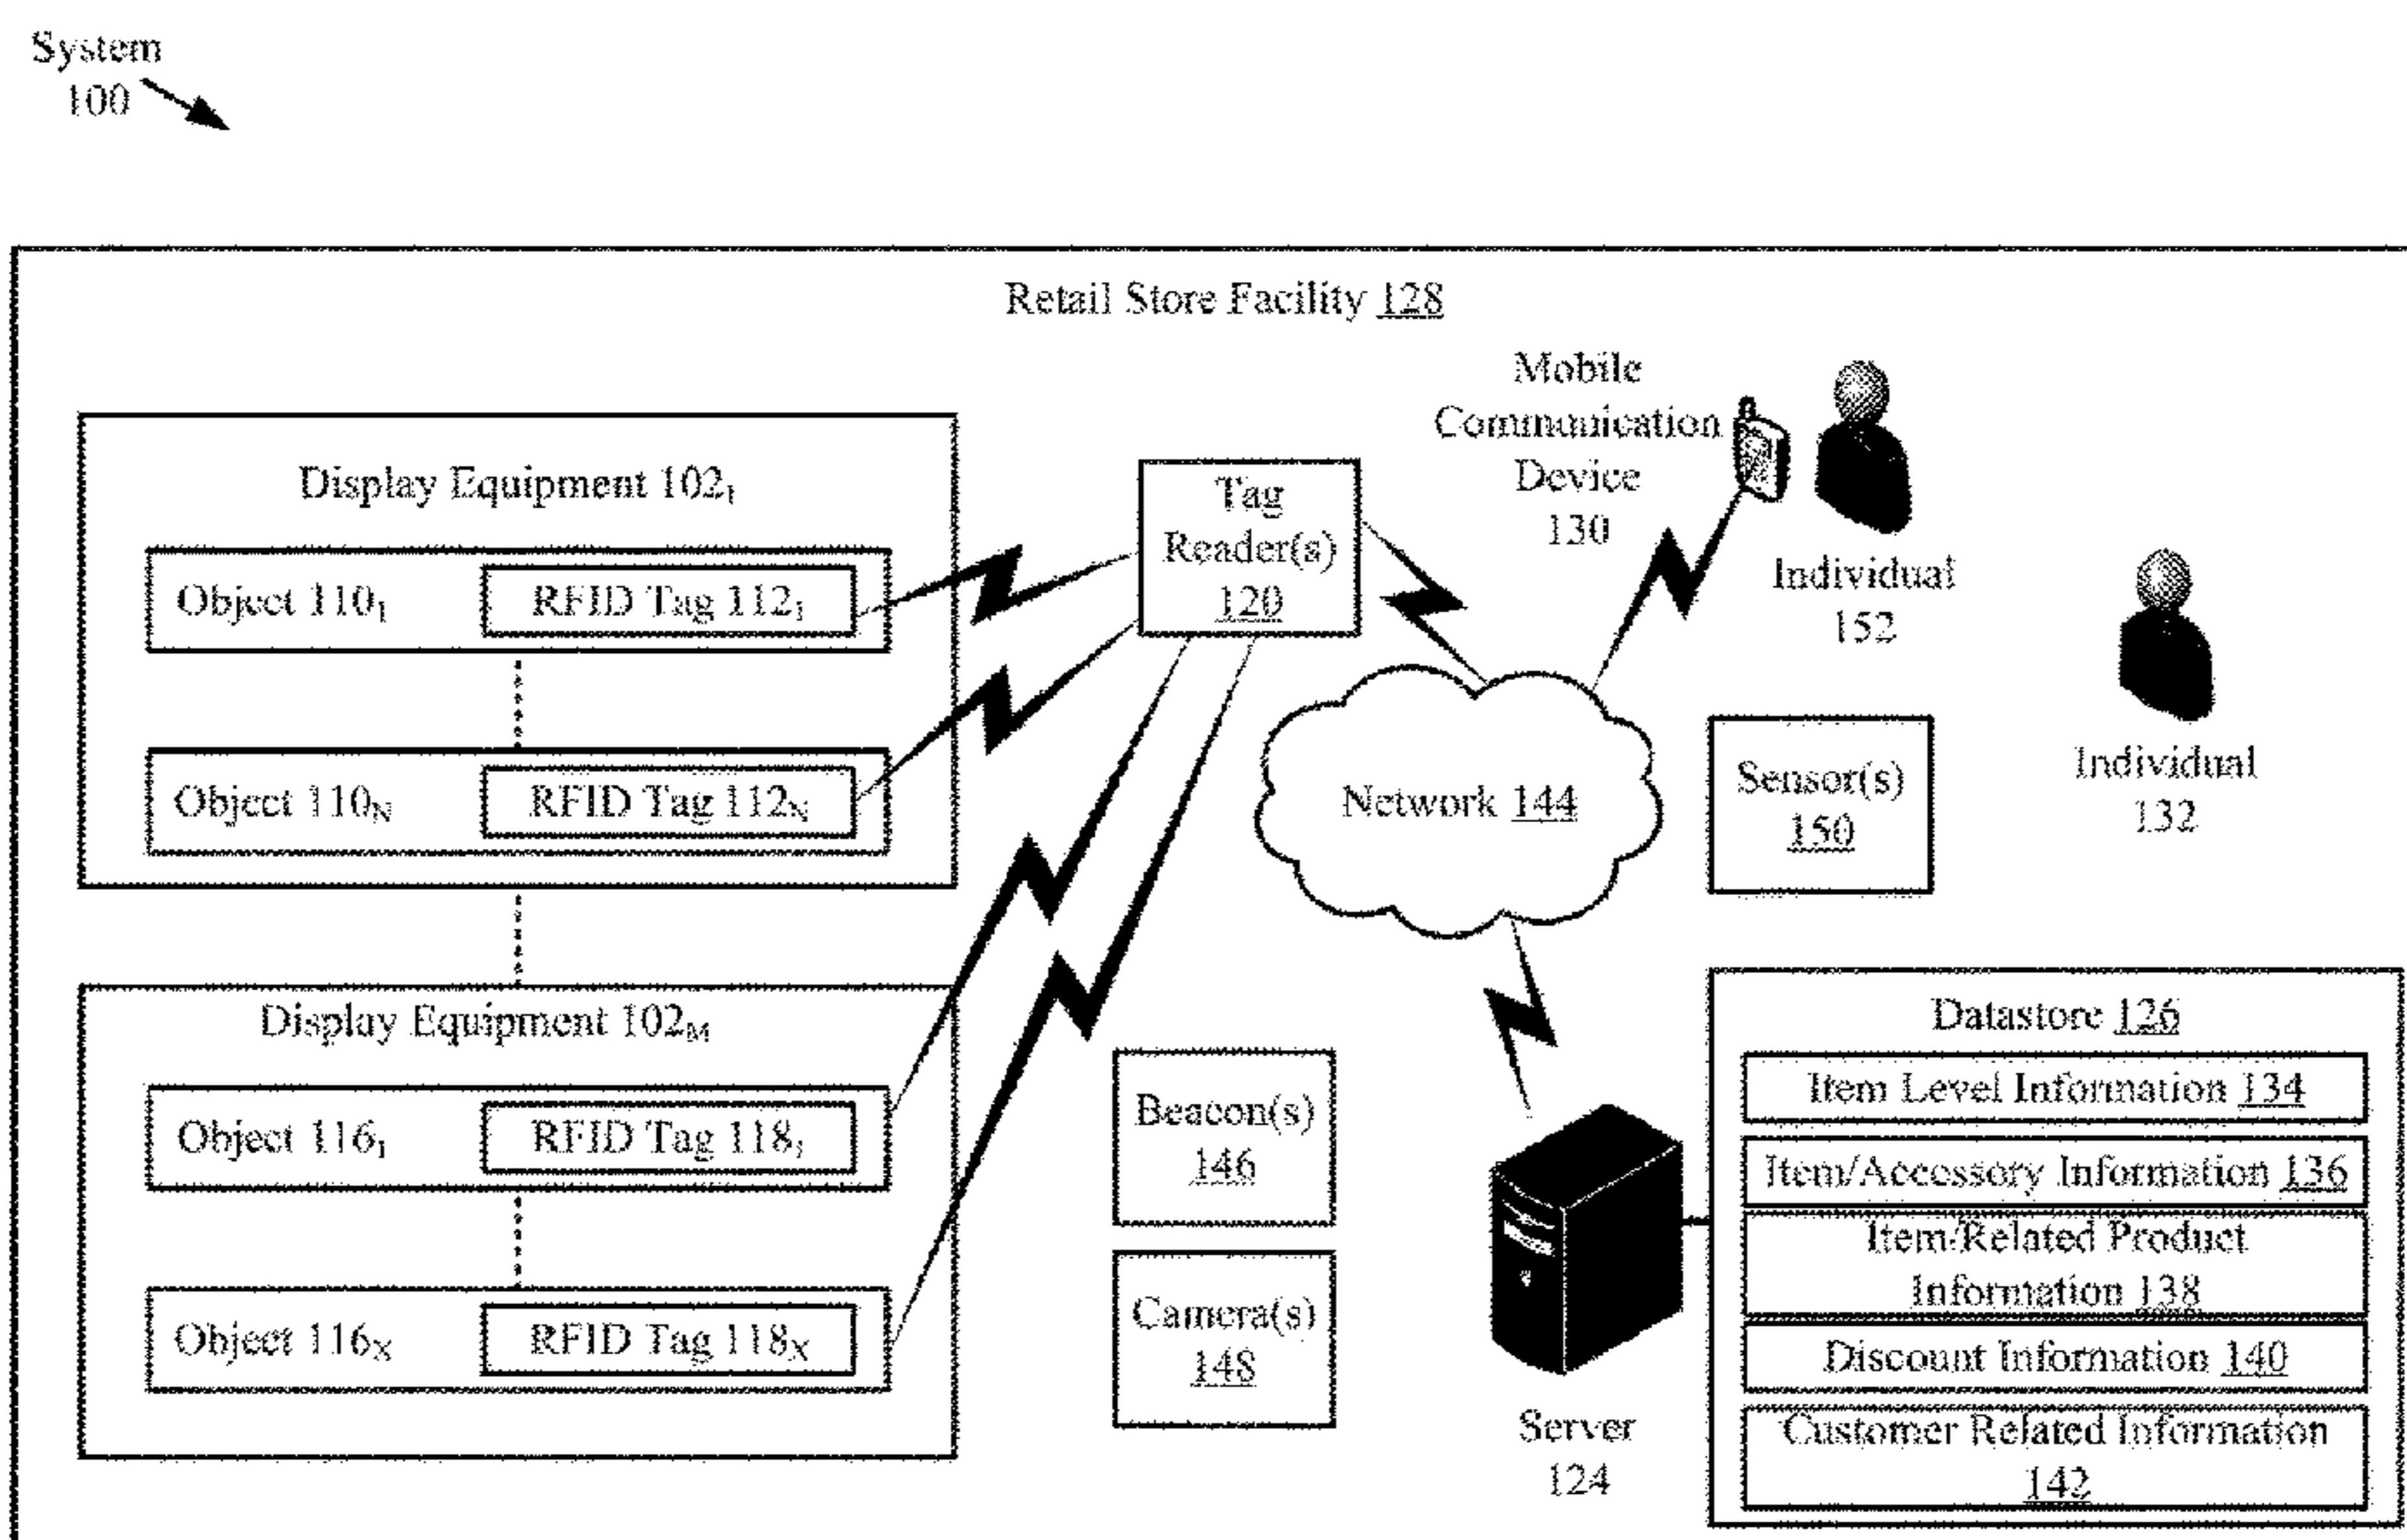 System
100
Retail Store Facility 128
Display Equipment 102₁
Object 110₁
RFID Tag 112₁
Object 110N
RFID Tag 112N
Display Equipment 102M
Object 116₁
RFID Tag 118₁
Object 116X
RFID Tag 118X
Tag
Reader(s)
120
Mobile
Communication
Device
130
Individual
152
Individual
132
Network 144
Sensor(s)
150
Beacon(s)
146
Camera(s)
148
Server
124
Datastore 126
Item Level Information 134
Item/Accessory Information 136
Item/Related Product
Information 138
Discount Information 140
Customer Related Information
142